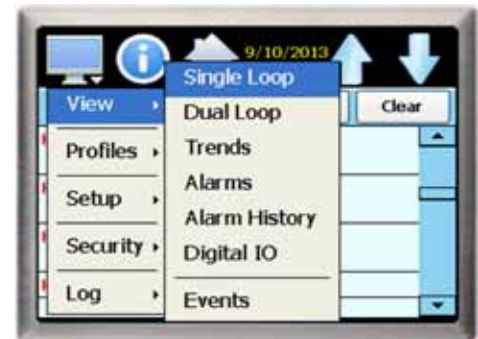 9/10/2013
View
Profiles
Setup
Security
Log
Single Loop
Dual Loop
Trends
Alarms
Alarm History
Digital IO
Events
Clear